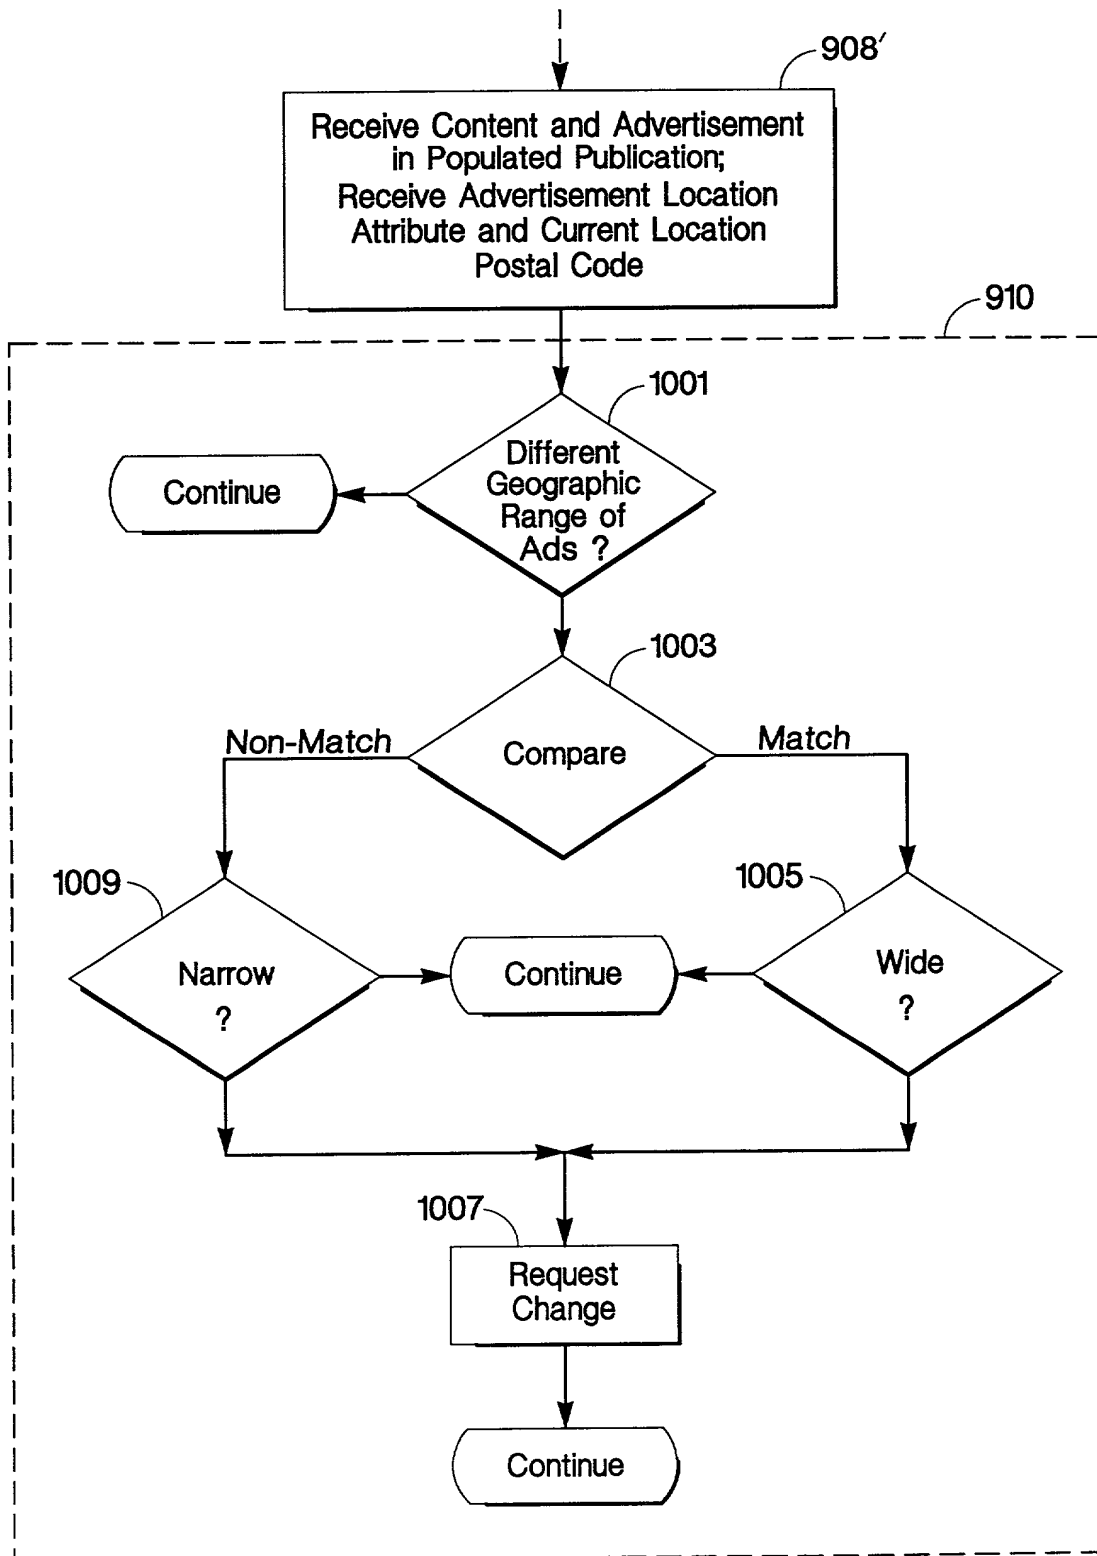 908′
Receive Content and Advertisement
in Populated Publication;
Receive Advertisement Location
Attribute and Current Location
Postal Code
910
1001
Different
Geographic
Range of
Ads ?
Continue
1003
Compare
Non-Match
Match
1009
Narrow
?
Continue
1005
Wide
?
1007
Request
Change
Continue